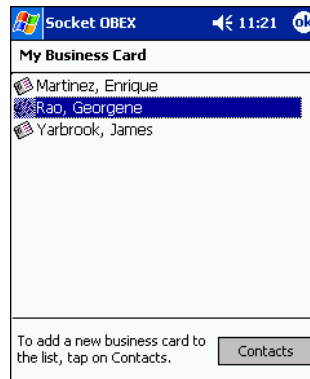 Socket OBEX 11:21 ok
My Business Card
Martinez, Enrique
Rao, Georgene
Yarbrook, James
To add a new business card to
the list, tap on Contacts.
Contacts